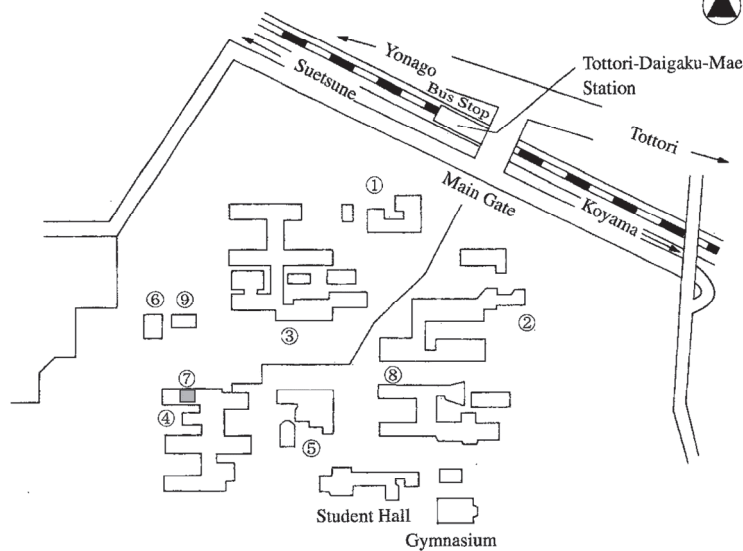 Yonago
Suetsune
Bus Stop
Tottori-Daigaku-Mae
Station
Tottori
Main Gate
Koyama
①
②
③
⑥ ⑨
⑦
⑧
④
⑤
Student Hall
Gymnasium